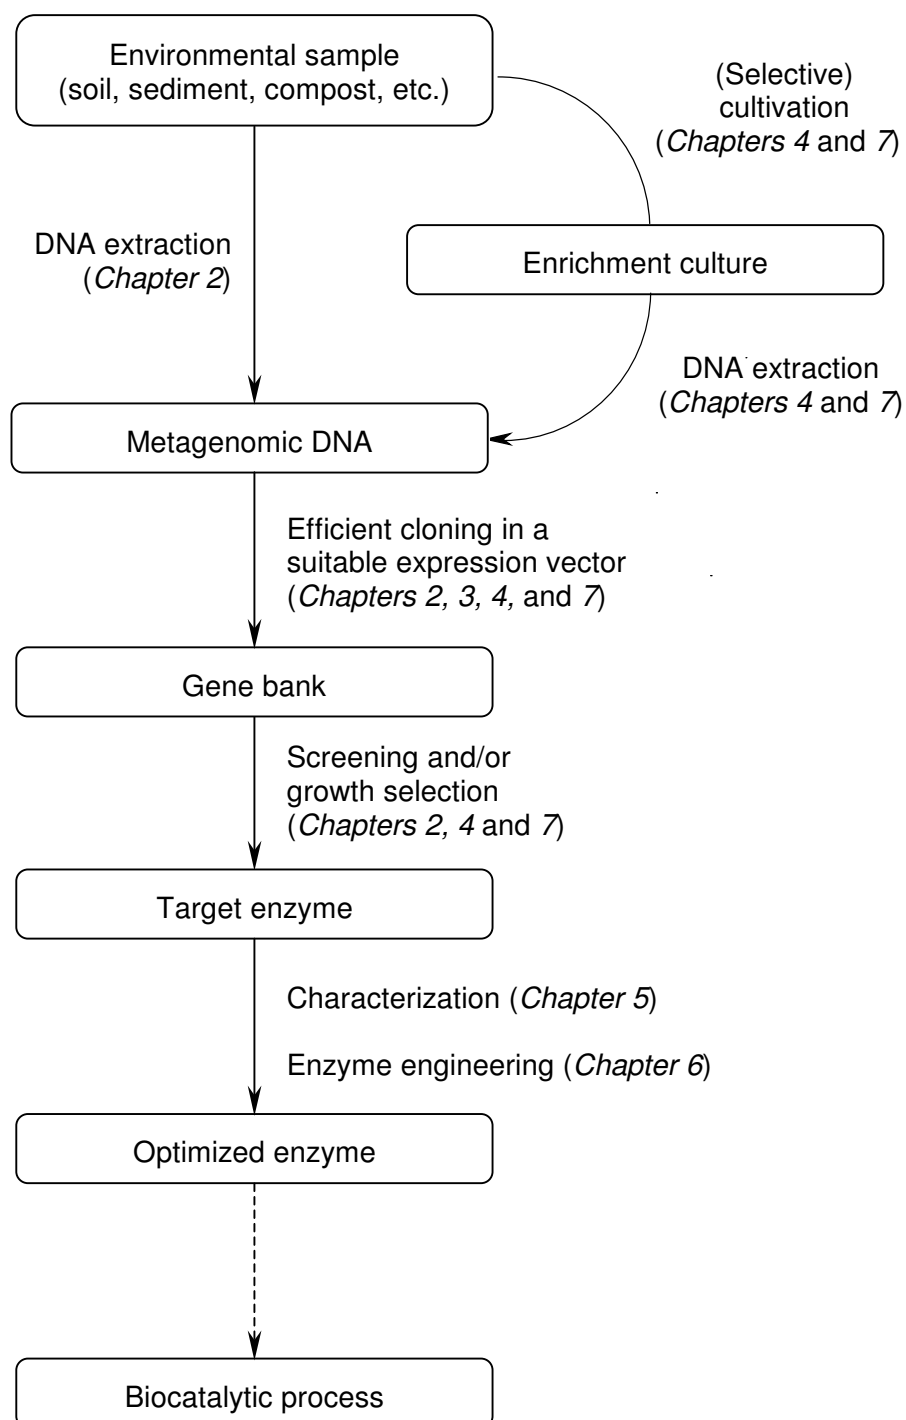 Environmental sample
(soil, sediment, compost, etc.)
(Selective)
cultivation
(Chapters 4 and 7)
DNA extraction
(Chapter 2)
Enrichment culture
DNA extraction
(Chapters 4 and 7)
Metagenomic DNA
Efficient cloning in a
suitable expression vector
(Chapters 2, 3, 4, and 7)
Gene bank
Screening and/or
growth selection
(Chapters 2, 4 and 7)
Target enzyme
Characterization (Chapter 5)
Enzyme engineering (Chapter 6)
Optimized enzyme
Biocatalytic process